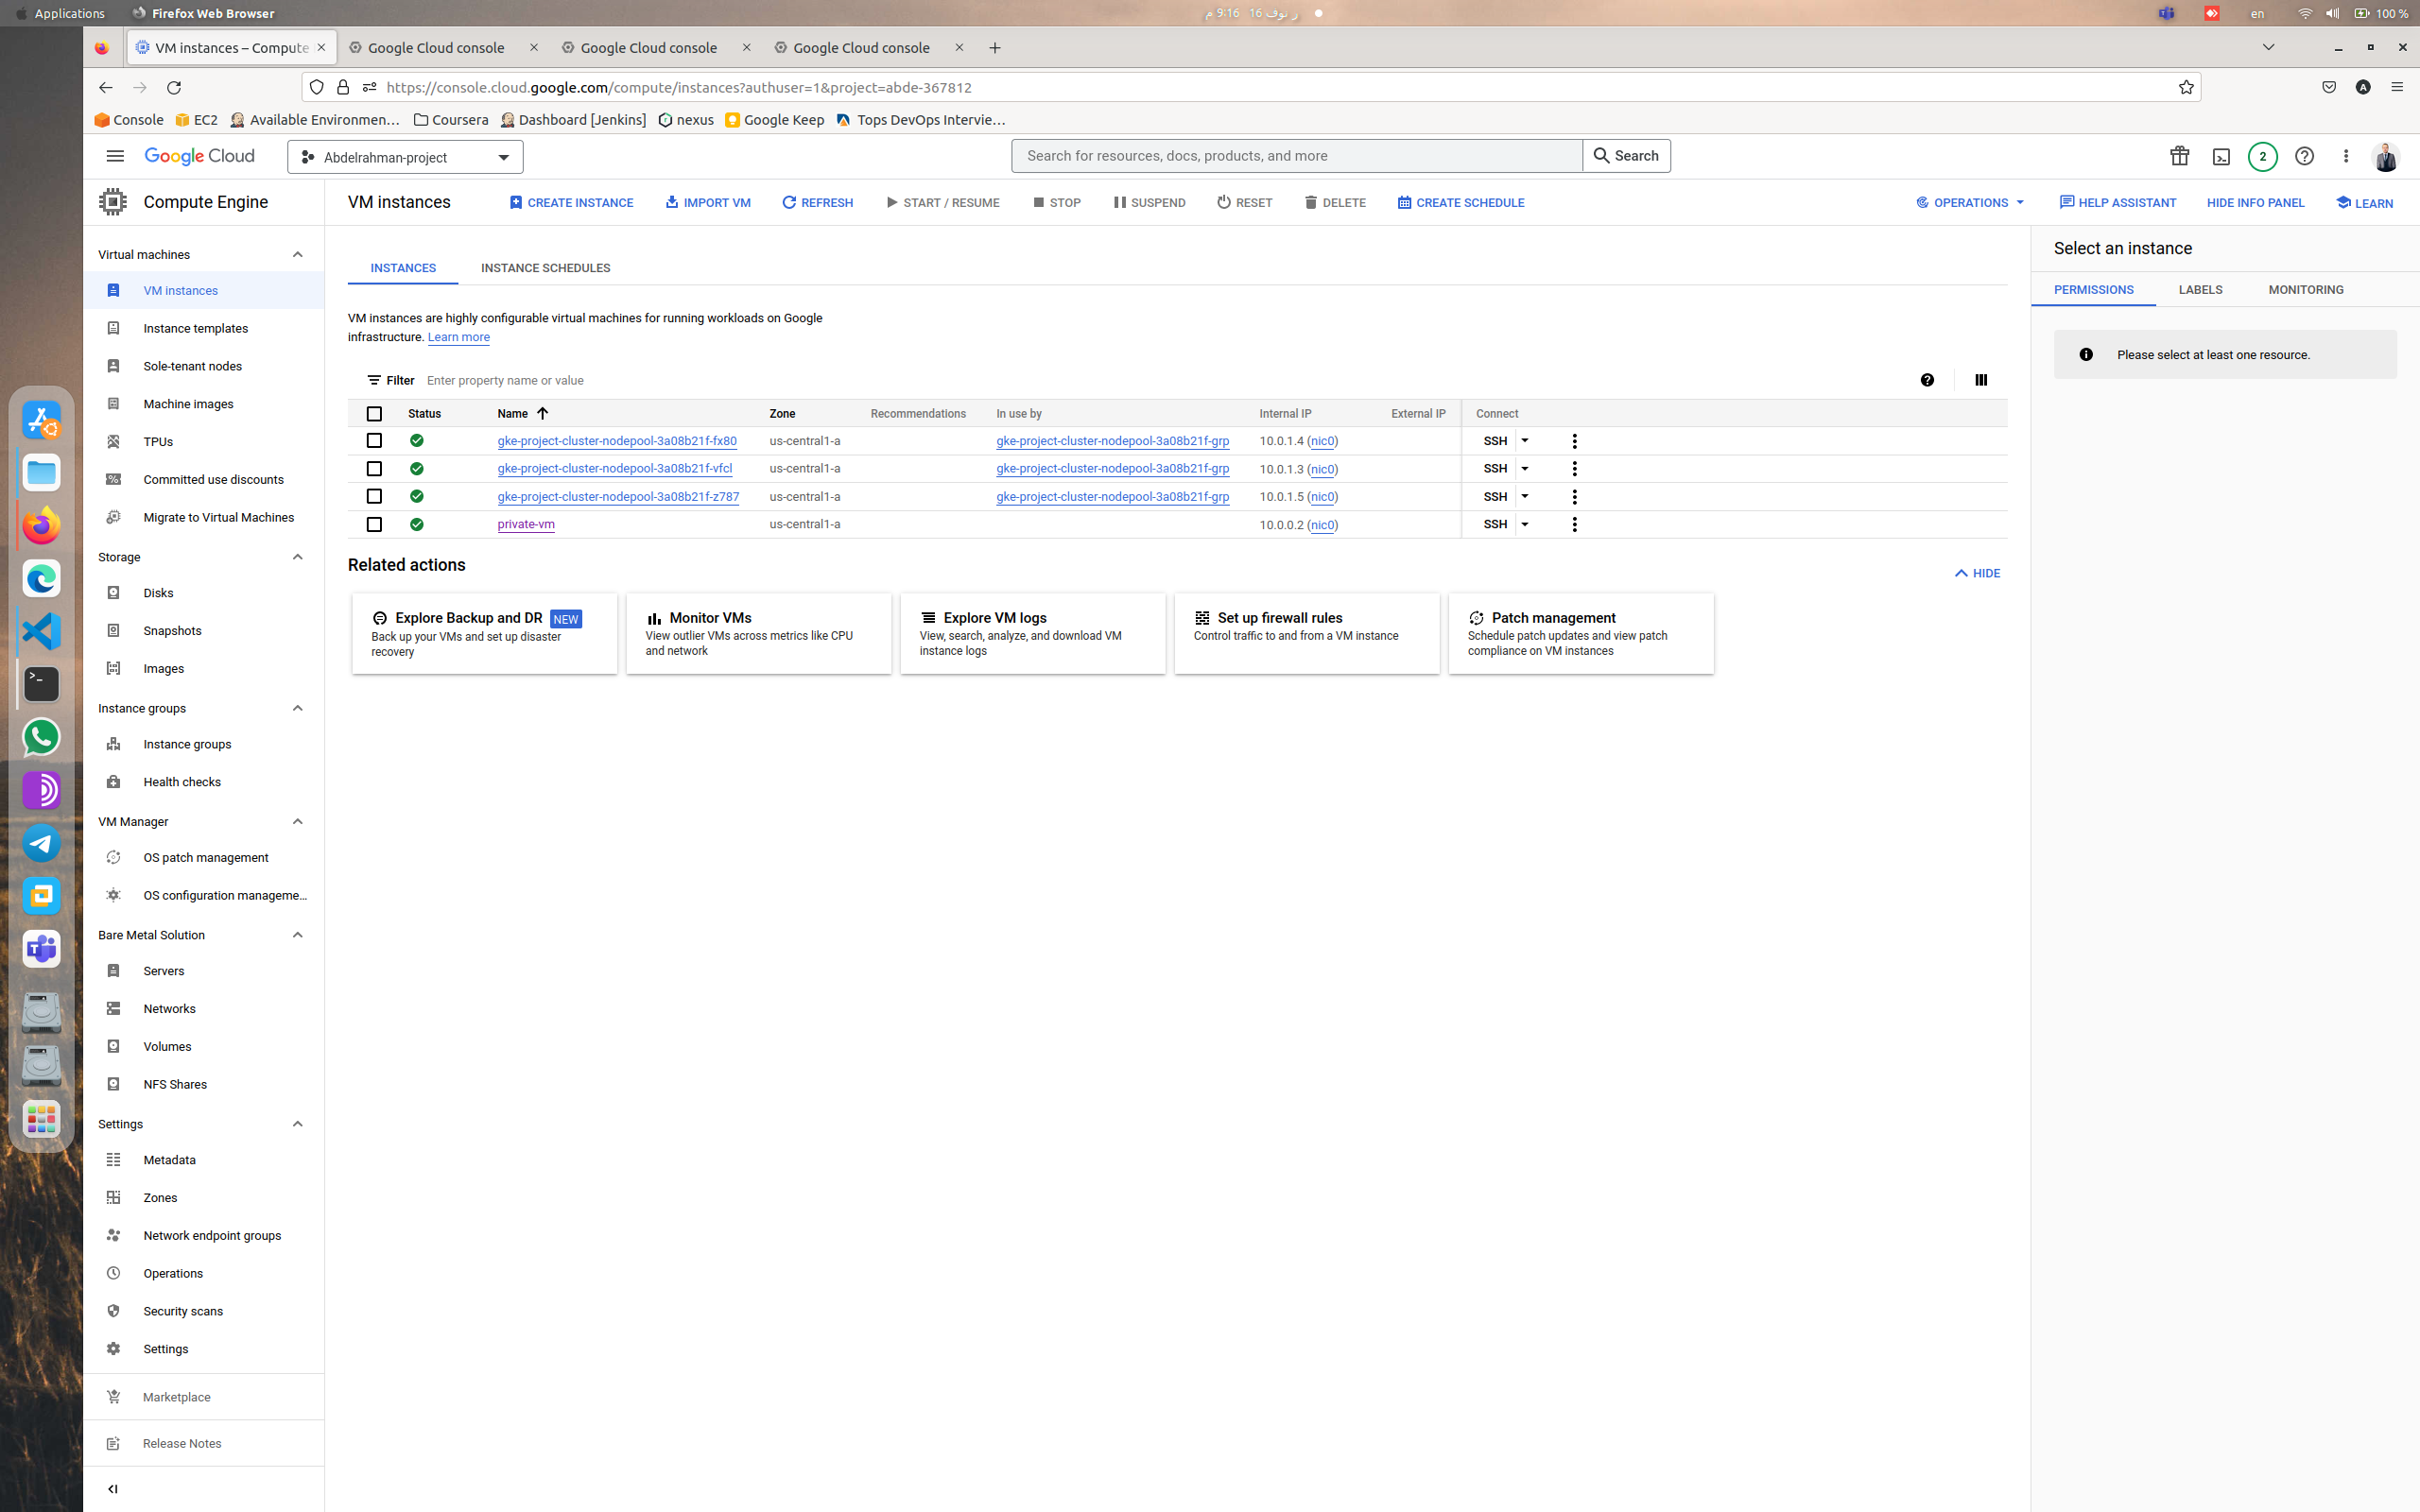 Applications
Firefox Web Browser
ر نوف 16   9:16 م
en
100 %
VM instances – Compute
Google Cloud console
Google Cloud console
Google Cloud console
https://console.cloud.google.com/compute/instances?authuser=1&project=abde-367812
Console
EC2
Available Environmen…
Coursera
Dashboard [Jenkins]
nexus
Google Keep
Tops DevOps Intervie…
Google Cloud
Abdelrahman-project
Search for resources, docs, products, and more
Search
2
Compute Engine
VM instances
CREATE INSTANCE
IMPORT VM
REFRESH
START / RESUME
STOP
SUSPEND
RESET
DELETE
CREATE SCHEDULE
OPERATIONS
HELP ASSISTANT
HIDE INFO PANEL
LEARN
Virtual machines
VM instances
Instance templates
Sole-tenant nodes
Machine images
TPUs
Committed use discounts
Migrate to Virtual Machines
Storage
Disks
Snapshots
Images
Instance groups
Instance groups
Health checks
VM Manager
OS patch management
OS configuration manageme…
Bare Metal Solution
Servers
Networks
Volumes
NFS Shares
Settings
Metadata
Zones
Network endpoint groups
Operations
Security scans
Settings
Marketplace
Release Notes
INSTANCES
INSTANCE SCHEDULES
VM instances are highly configurable virtual machines for running workloads on Google
infrastructure. Learn more
Filter Enter property name or value
Status Name Zone Recommendations In use by Internal IP External IP Connect
gke-project-cluster-nodepool-3a08b21f-fx80 us-central1-a gke-project-cluster-nodepool-3a08b21f-grp 10.0.1.4 (nic0) SSH
gke-project-cluster-nodepool-3a08b21f-vfcl us-central1-a gke-project-cluster-nodepool-3a08b21f-grp 10.0.1.3 (nic0) SSH
gke-project-cluster-nodepool-3a08b21f-z787 us-central1-a gke-project-cluster-nodepool-3a08b21f-grp 10.0.1.5 (nic0) SSH
private-vm us-central1-a 10.0.0.2 (nic0) SSH
Related actions
HIDE
Explore Backup and DR NEW
Back up your VMs and set up disaster
recovery
Monitor VMs
View outlier VMs across metrics like CPU
and network
Explore VM logs
View, search, analyze, and download VM
instance logs
Set up firewall rules
Control traffic to and from a VM instance
Patch management
Schedule patch updates and view patch
compliance on VM instances
Select an instance
PERMISSIONS
LABELS
MONITORING
Please select at least one resource.